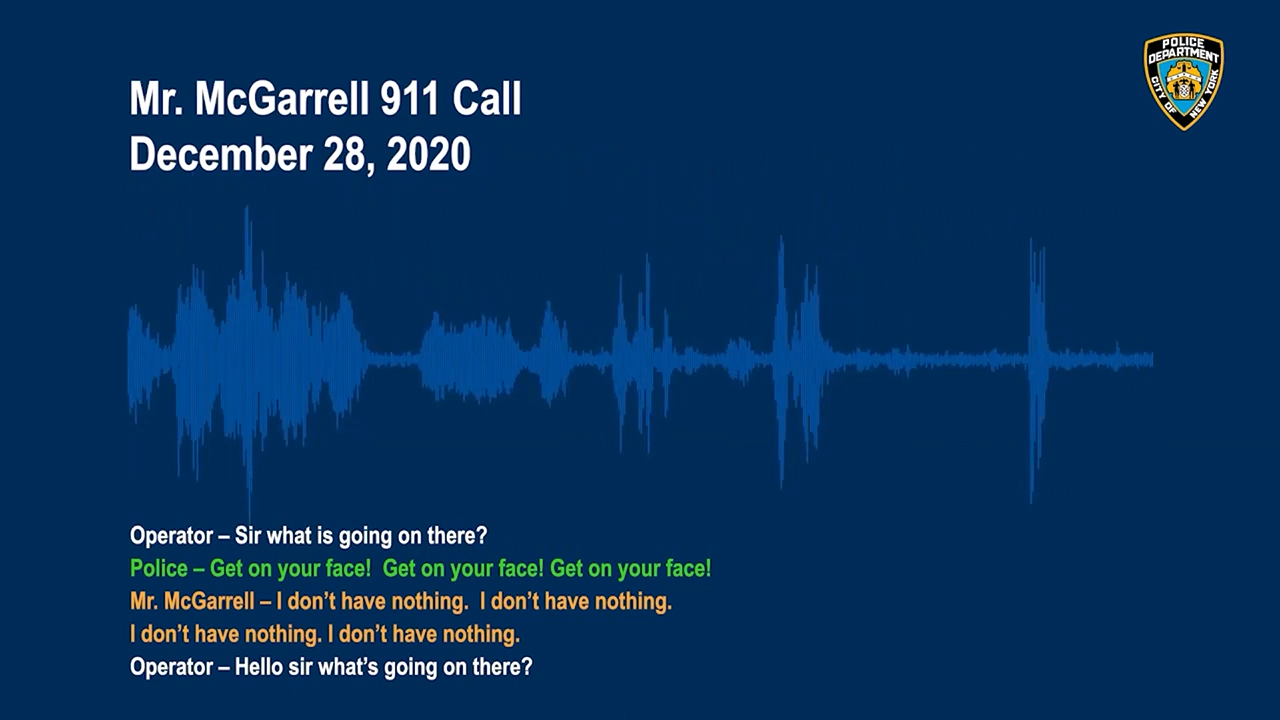 POLICE
DEPARTMENT
CITY OF
NEW YORK
Mr. McGarrell 911 Call
December 28, 2020
Operator – Sir what is going on there?
Police – Get on your face!  Get on your face! Get on your face!
Mr. McGarrell – I don’t have nothing.  I don’t have nothing.
I don’t have nothing. I don’t have nothing.
Operator – Hello sir what’s going on there?